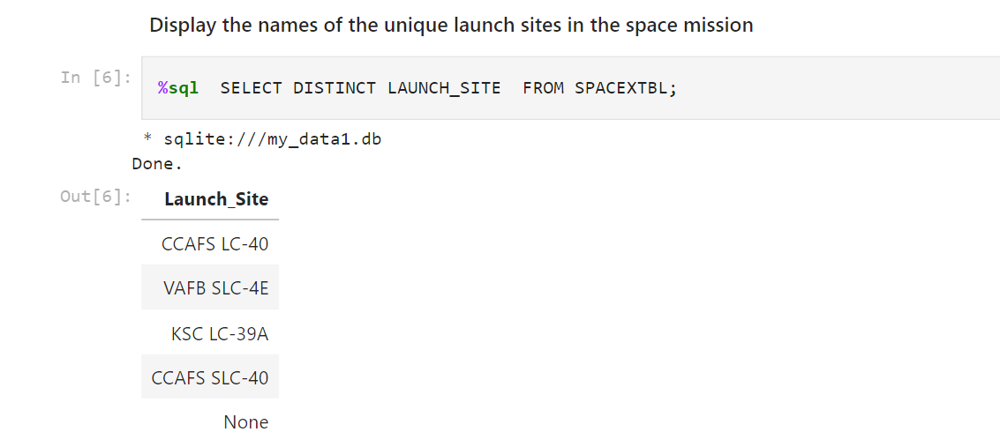 Display the names of the unique launch sites in the space mission
In [6]: %sql  SELECT DISTINCT LAUNCH_SITE  FROM SPACEXTBL;
* sqlite:///my_data1.db
Done.
Out[6]: Launch_Site
CCAFS LC-40
VAFB SLC-4E
KSC LC-39A
CCAFS SLC-40
None